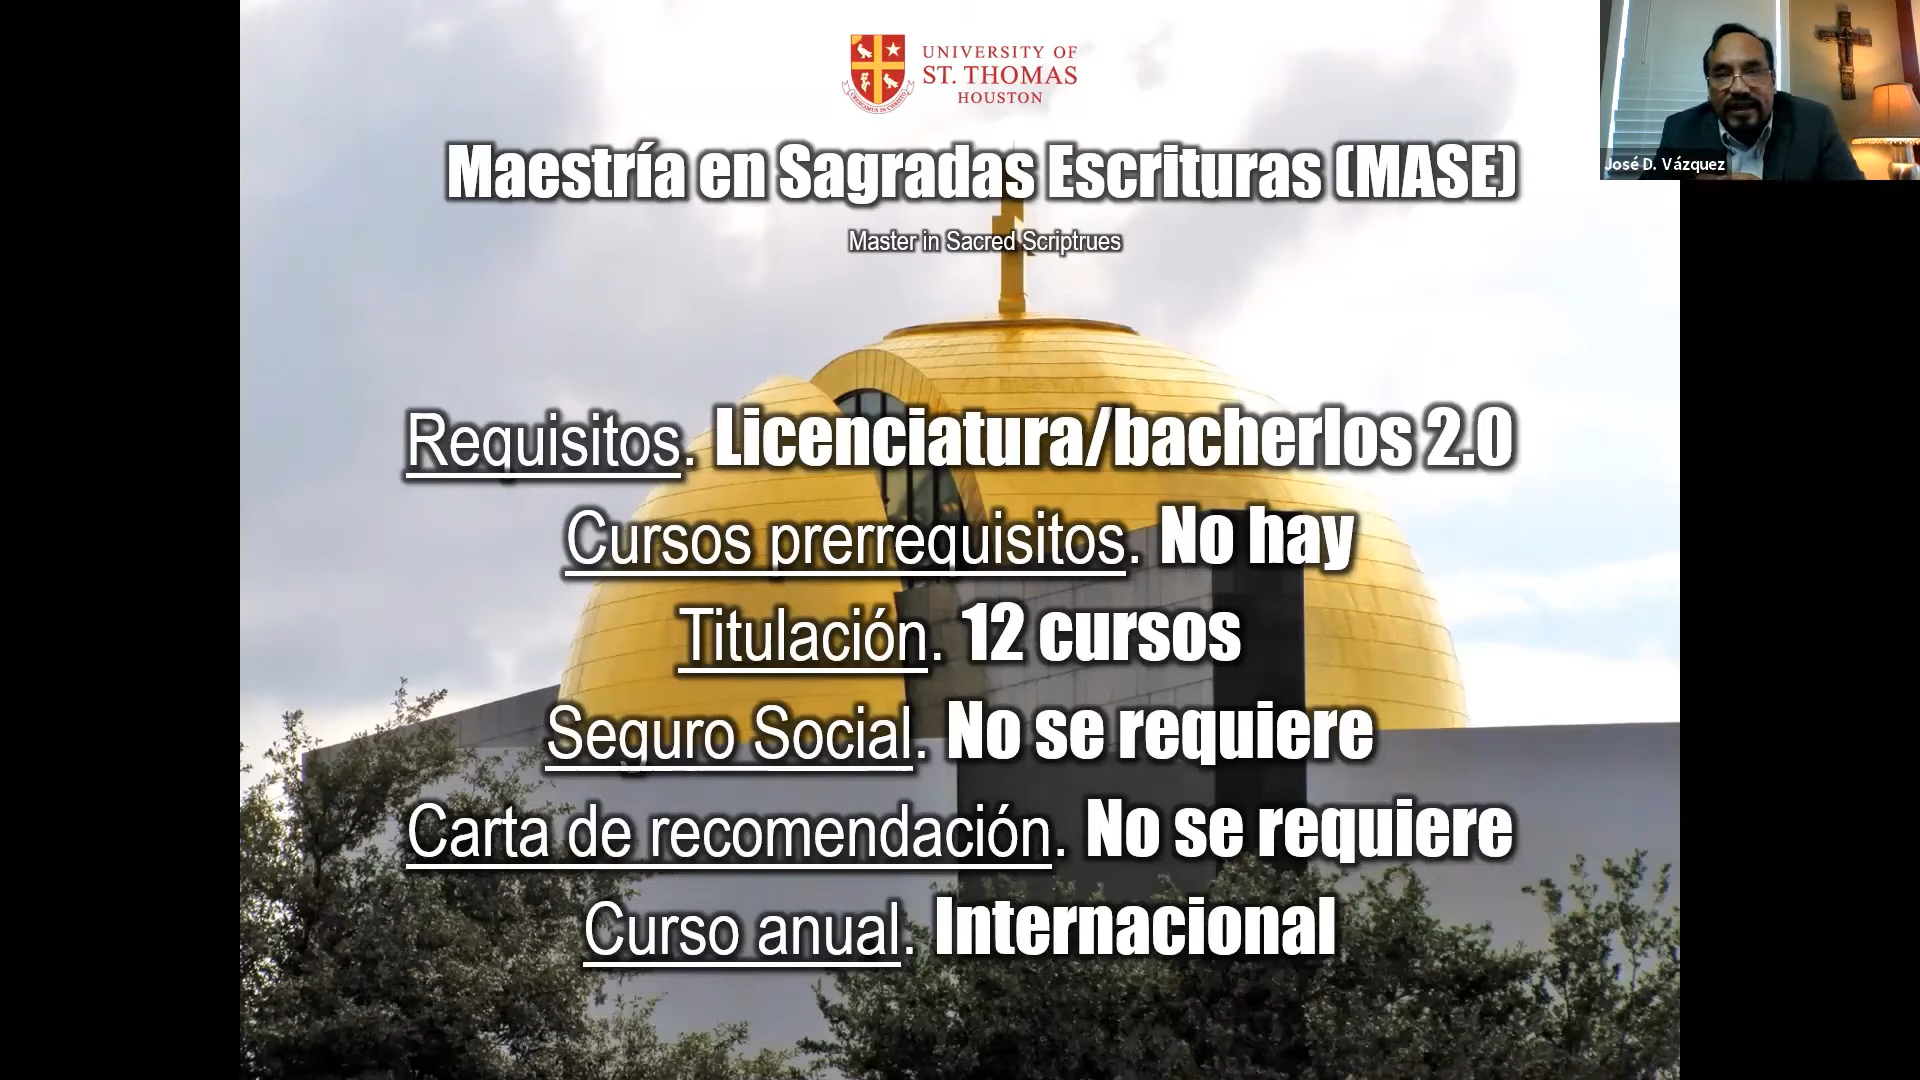 UNIVERSITY OF
ST. THOMAS
HOUSTON
Maestría en Sagradas Escrituras (MASE)
Master in Sacred Scriptrues
Requisitos. Licenciatura/bacherlos 2.0
Cursos prerrequisitos. No hay
Titulación. 12 cursos
Seguro Social. No se requiere
Carta de recomendación. No se requiere
Curso anual. Internacional
José D. Vázquez